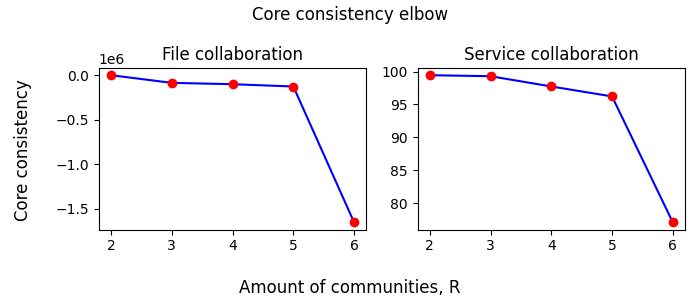 Core consistency elbow
File collaboration
Service collaboration
1e6
0.0
−0.5
−1.0
−1.5
100
95
90
85
80
Core consistency
2 3 4 5 6
2 3 4 5 6
Amount of communities, R